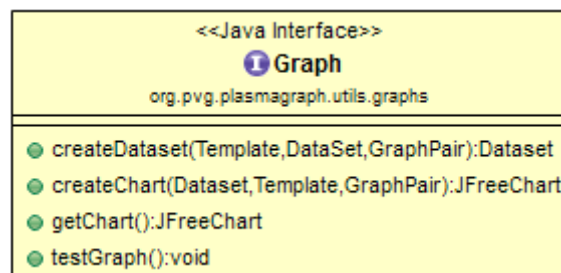 <<Java Interface>>
I Graph
org.pvg.plasmagraph.utils.graphs
createDataset(Template,DataSet,GraphPair):Dataset
createChart(Dataset,Template,GraphPair):JFreeChart
getChart():JFreeChart
testGraph():void